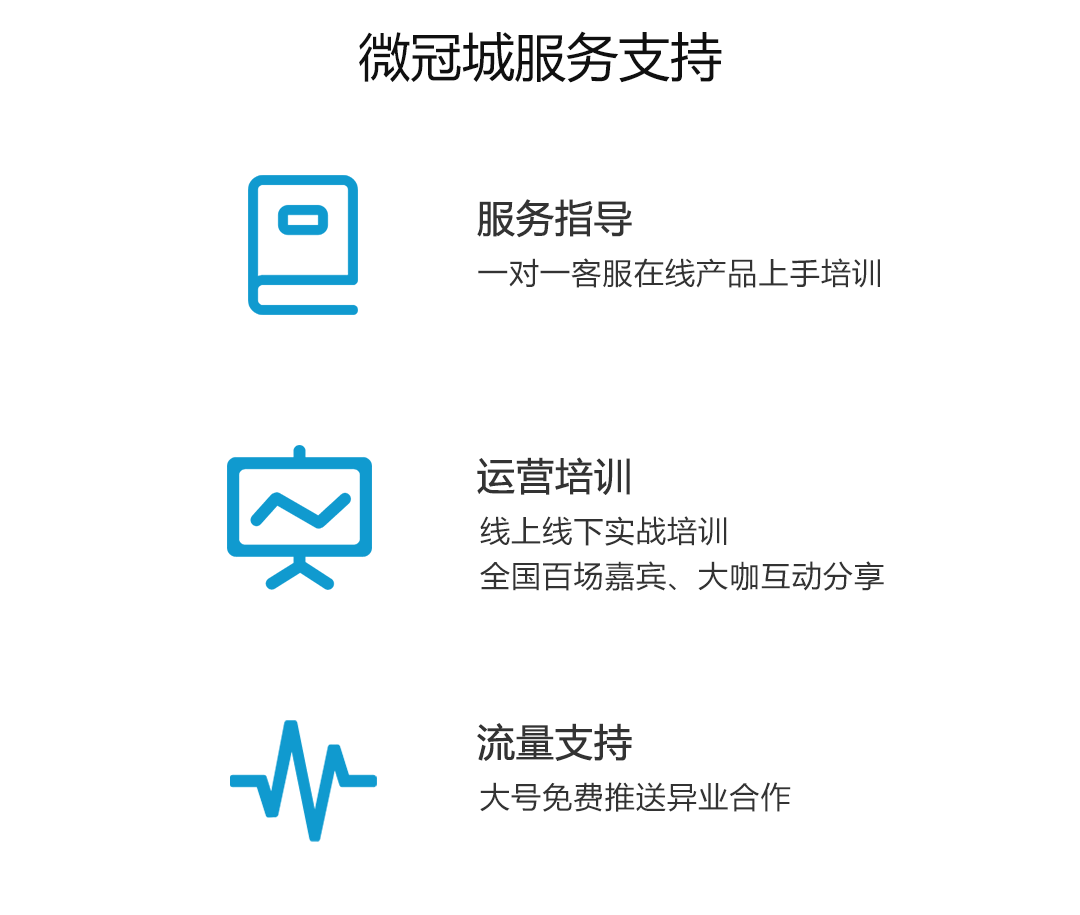 微冠城服务支持
服务指导
一对一客服在线产品上手培训
运营培训
线上线下实战培训
全国百场嘉宾、大咖互动分享
流量支持
大号免费推送异业合作